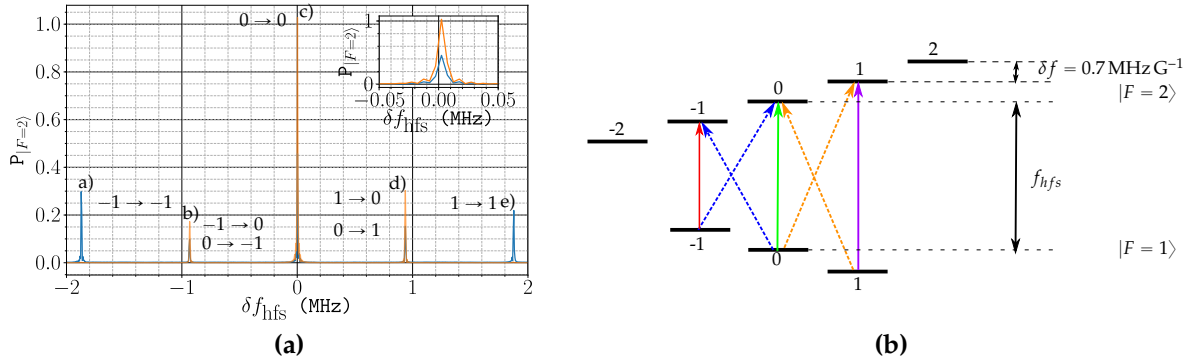 1.0
0.8
0.6
0.4
0.2
0.0
P|F=2⟩
−2 −1 0 1 2
δf_hfs (MHz)
0 → 0 c)
a)
−1 → −1
b)
−1 → 0
0 → −1
d)
1 → 0
0 → 1
1 → 1 e)
1
0
P|F=2⟩
−0.05 0.00 0.05
δf_hfs (MHz)
(a)
2
1
0
-1
-2
δf = 0.7 MHz G⁻¹
|F = 2⟩
f_hfs
-1
0
1
|F = 1⟩
(b)